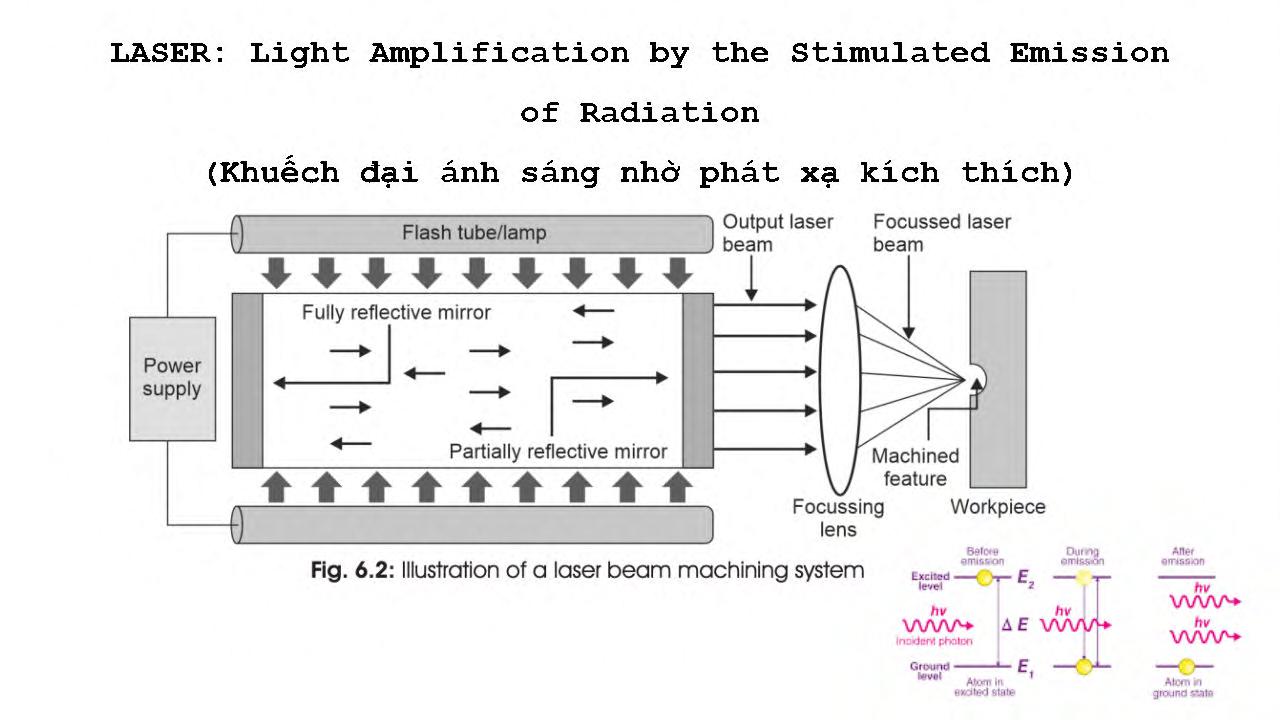 LASER: Light Amplification by the Stimulated Emission
of Radiation
(Khuếch đại ánh sáng nhờ phát xạ kích thích)
Flash tube/lamp
Output laser
beam
Focussed laser
beam
Fully reflective mirror
Power
supply
Partially reflective mirror
Machined
feature
Focussing
lens
Workpiece
Fig. 6.2: Illustration of a laser beam machining system
Before
emission
During
emission
After
emission
Excited
level
E2
hv
Incident photon
Δ E
hv
hv
hv
Ground
level
E1
Atom in
excited state
Atom in
ground state